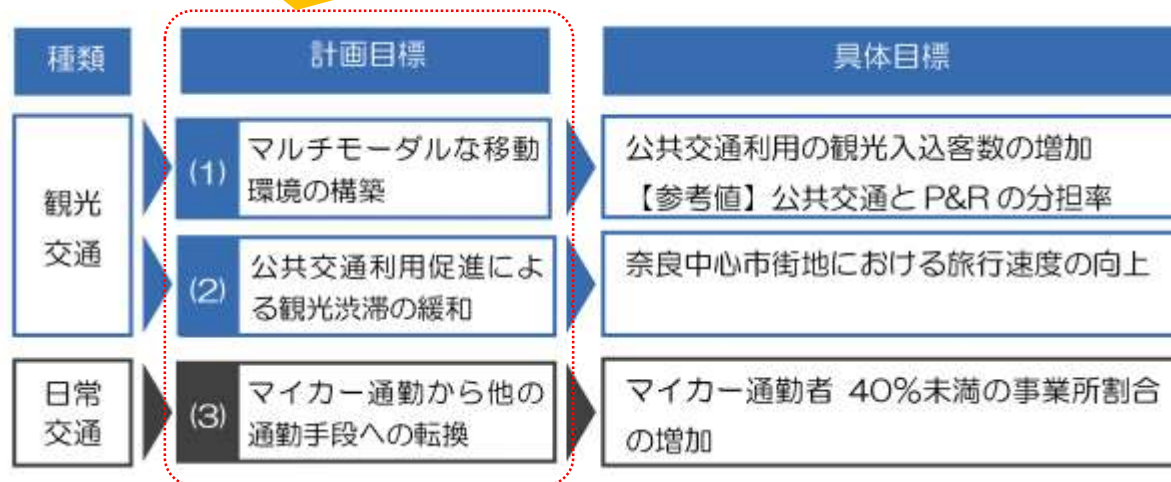 種類
計画目標
具体目標
観光
交通
(1)
マルチモーダルな移動
環境の構築
公共交通利用の観光入込客数の増加
【参考値】公共交通とP&Rの分担率
(2)
公共交通利用促進によ
る観光渋滞の緩和
奈良中心市街地における旅行速度の向上
日常
交通
(3)
マイカー通勤から他の
通勤手段への転換
マイカー通勤者 40%未満の事業所割合
の増加